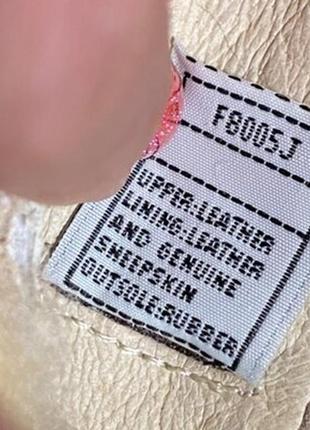 F8005J
UPPER:LEATHER
LINING:LEATHER
AND GENUINE
SHEEPSKIN
OUTSOLE:RUBBER